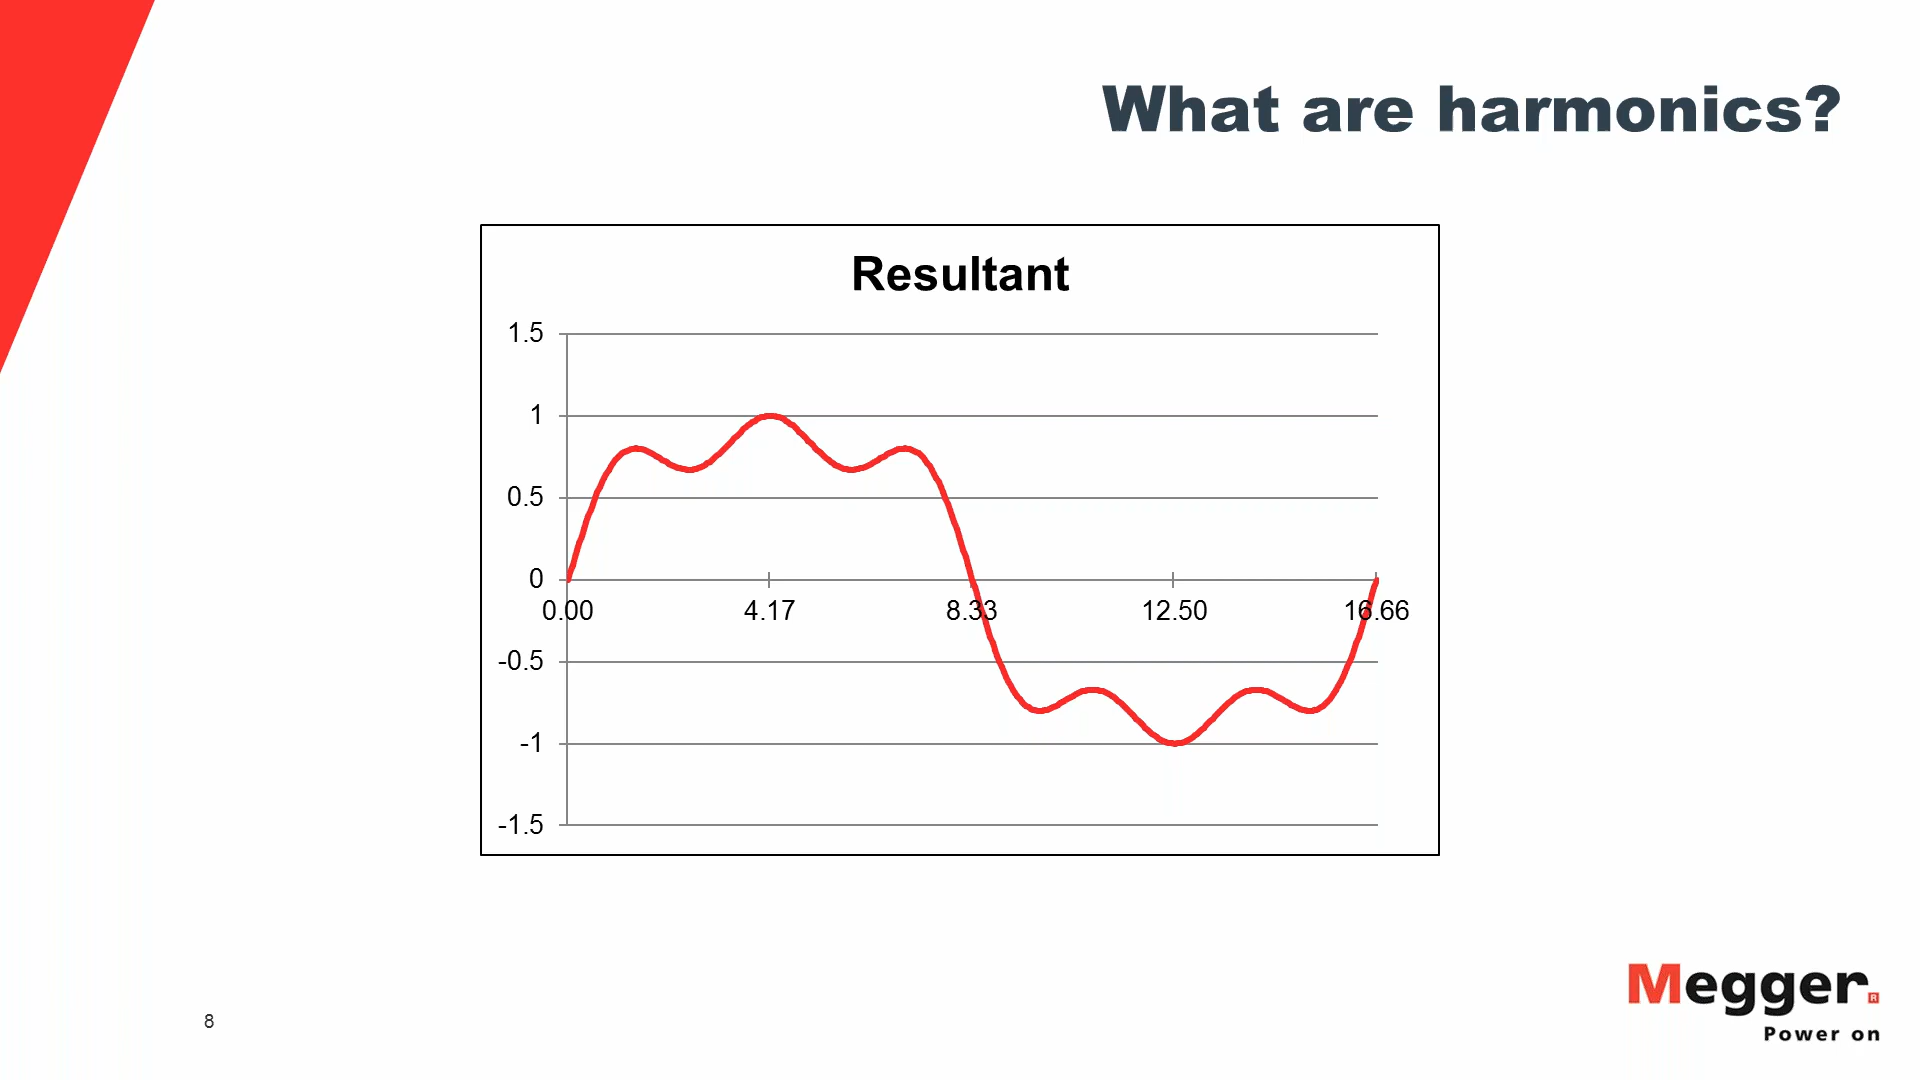 What are harmonics?
Resultant
1.5
1
0.5
0
0.00 4.17 8.33 12.50 16.66
-0.5
-1
-1.5
Megger®
Power on
8